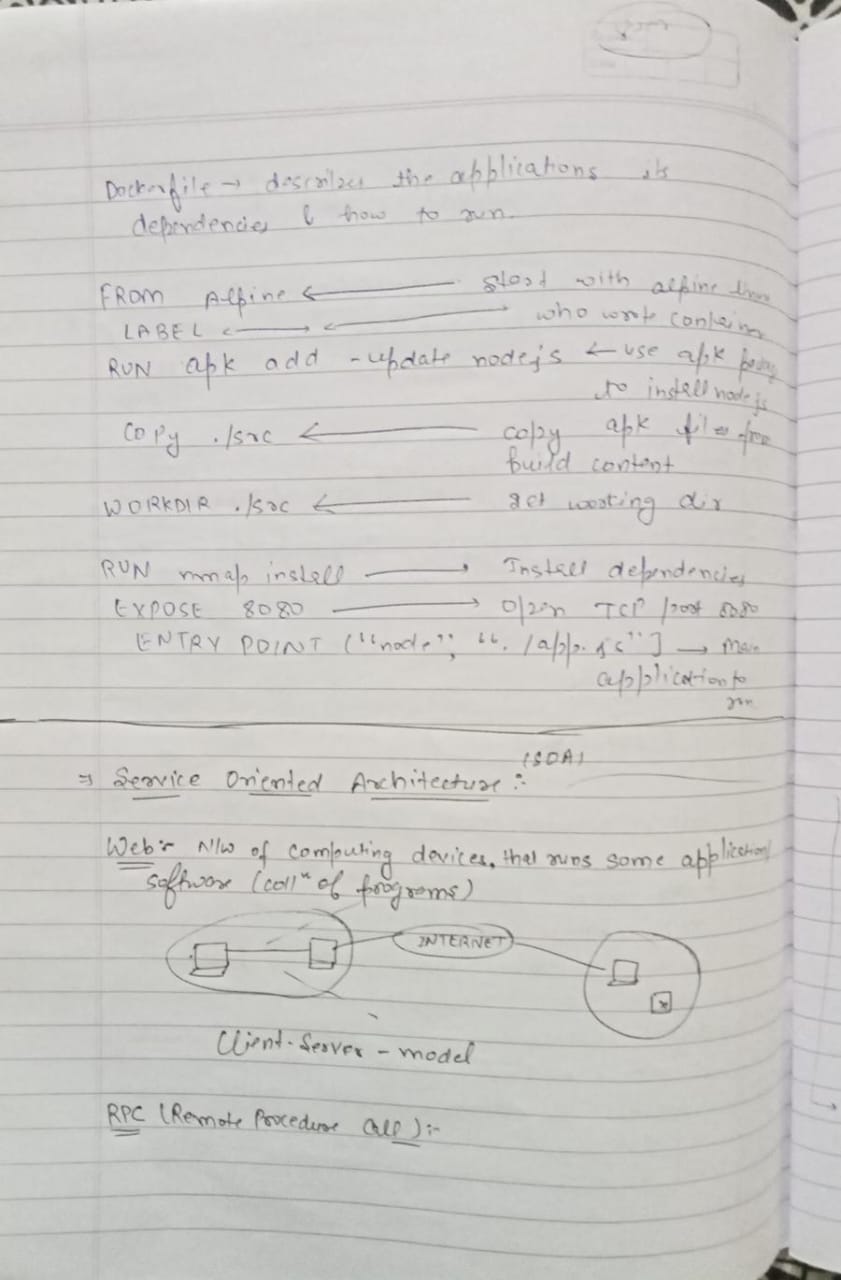 Dockerfile → describes the applications its
dependencies & how to run.
FROM Alpine ← start with alpine
LABEL ← → ← who wrote container
RUN apk add -update nodejs ← use apk
to install nodejs
COPY ./src ← copy apk files from
build content
WORKDIR ./src ← set working dir
RUN install → Install dependencies
EXPOSE 8080 → Open TCP port 8080
ENTRY POINT ("node", "./app.js"] → main
application to
run
(SOA)
⇒ Service Oriented Architecture :-
Web :- N/W of computing devices, that runs some application
software (collⁿ of programs)
INTERNET
Client-Server-model
RPC (Remote Procedure Call) :-